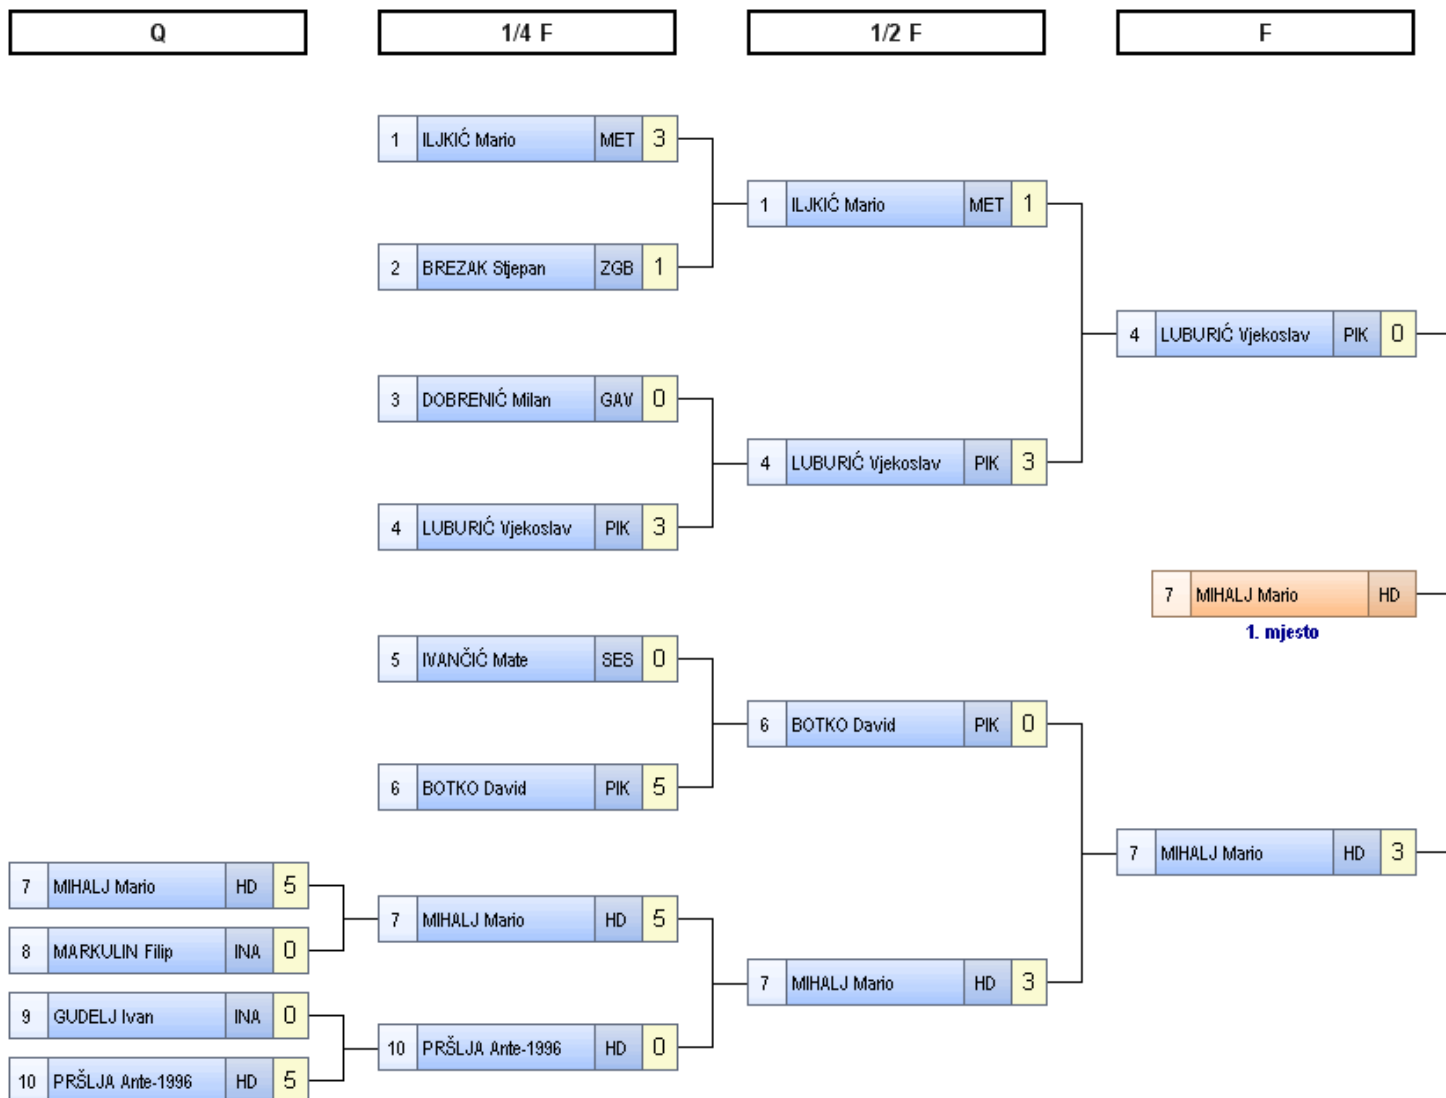 Q 1/4 F 1/2 F F
1 ILJKIĆ Mario MET 3
1 ILJKIĆ Mario MET 1
2 BREZAK Stjepan ZGB 1
4 LUBURIĆ Vjekoslav PIK 0
3 DOBRENIĆ Milan GAV 0
4 LUBURIĆ Vjekoslav PIK 3
4 LUBURIĆ Vjekoslav PIK 3
7 MIHALJ Mario HD
1. mjesto
5 IVANČIĆ Mate SES 0
6 BOTKO David PIK 0
6 BOTKO David PIK 5
7 MIHALJ Mario HD 3
7 MIHALJ Mario HD 5
7 MIHALJ Mario HD 5
8 MARKULIN Filip INA 0
7 MIHALJ Mario HD 3
9 GUDELJ Ivan INA 0
10 PRŠLJA Ante-1996 HD 0
10 PRŠLJA Ante-1996 HD 5